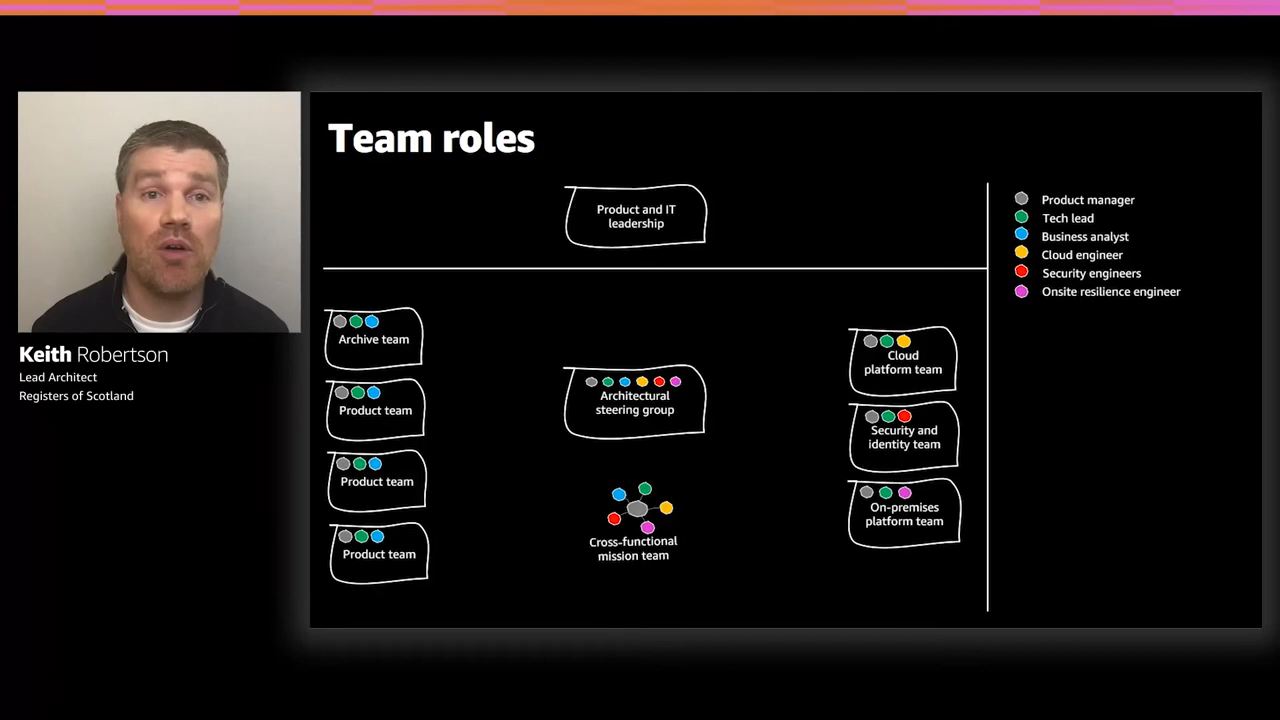 Team roles
Product and IT
leadership
Product manager
Tech lead
Business analyst
Cloud engineer
Security engineers
Onsite resilience engineer
Archive team
Product team
Product team
Product team
Architectural
steering group
Cross-functional
mission team
Cloud
platform team
Security and
identity team
On-premises
platform team
Keith Robertson
Lead Architect
Registers of Scotland